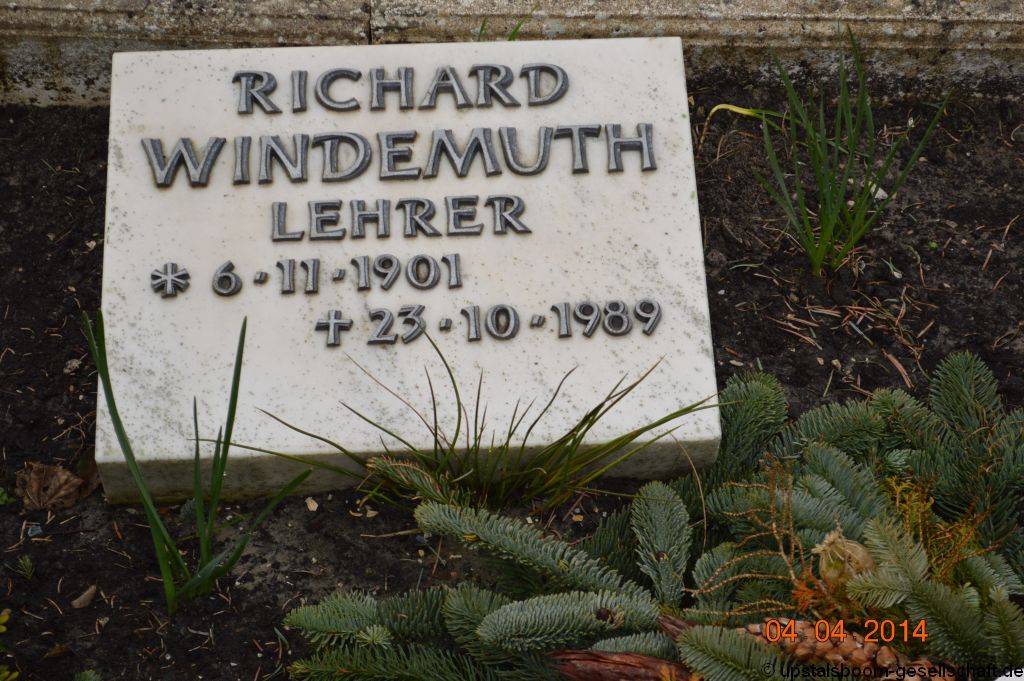 RICHARD
WINDEMUTH
LEHRER
* 6·11·1901
† 23·10·1989
04 04 2014
© upstalsboom-gesellschaft.de